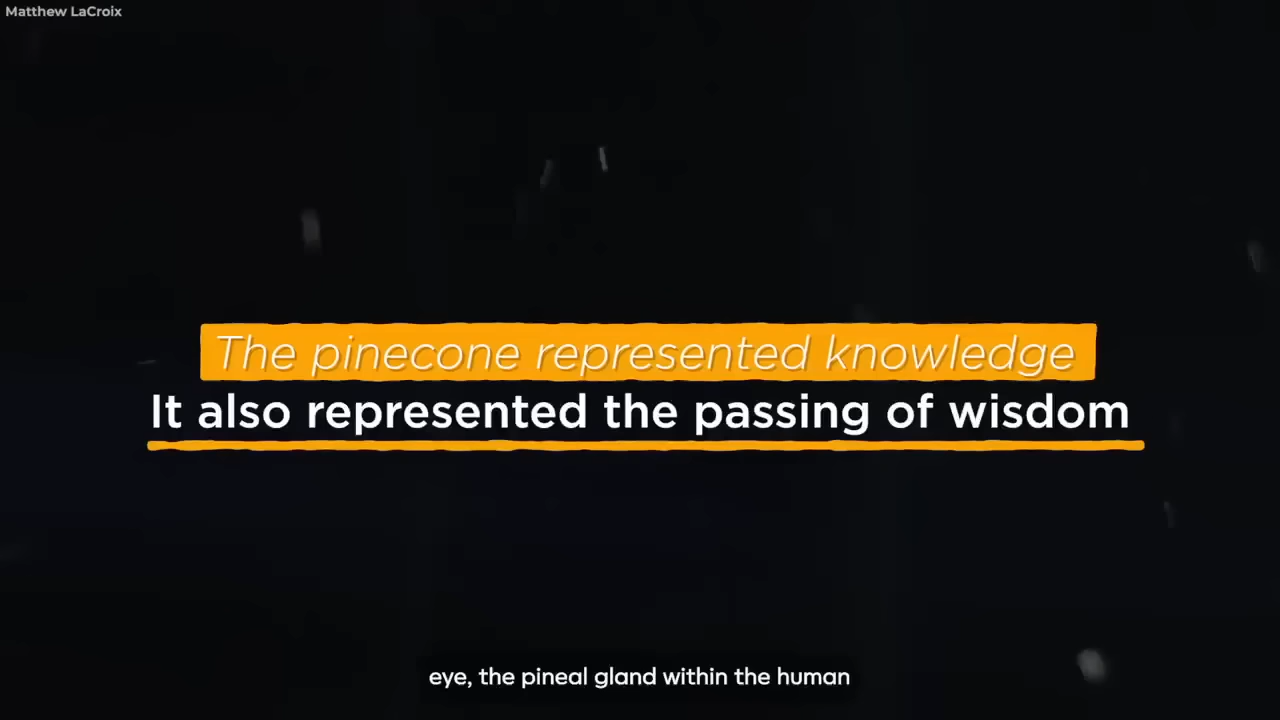 Matthew LaCroix
The pinecone represented knowledge
It also represented the passing of wisdom
eye, the pineal gland within the human